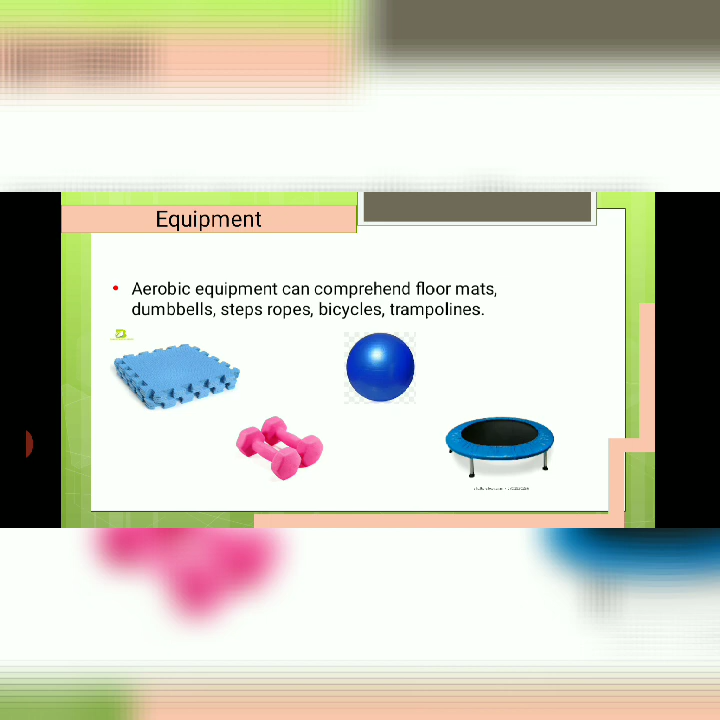 Equipment
• Aerobic equipment can comprehend floor mats,
dumbbells, steps ropes, bicycles, trampolines.